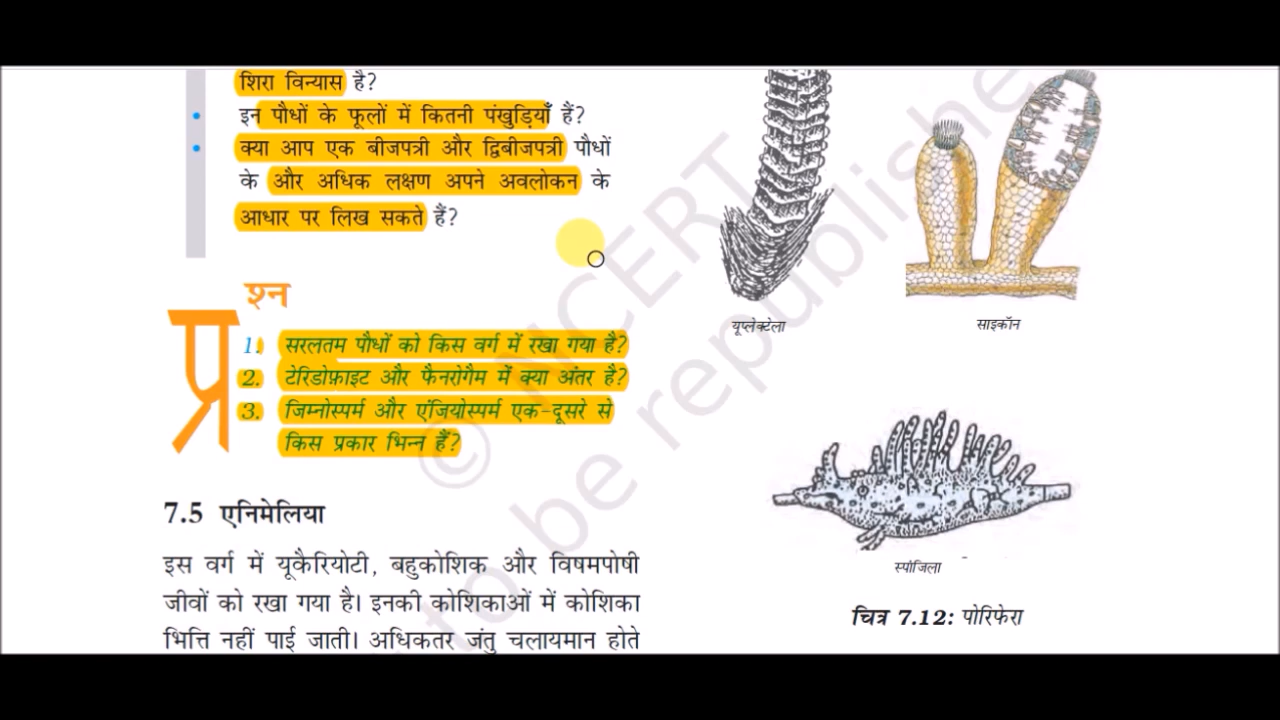 शिरा विन्यास है?
• इन पौधों के फूलों में कितनी पंखुड़ियाँ हैं?
• क्या आप एक बीजपत्री और द्विबीजपत्री पौधों
के और अधिक लक्षण अपने अवलोकन के
आधार पर लिख सकते हैं?
प्रश्न
1. सरलतम पौधों को किस वर्ग में रखा गया है?
2. टेरिडोफ़ाइट और फैनरोगैम में क्या अंतर है?
3. जिम्नोस्पर्म और एंजियोस्पर्म एक-दूसरे से
किस प्रकार भिन्न हैं?
7.5 एनिमेलिया
इस वर्ग में यूकैरियोटी, बहुकोशिक और विषमपोषी
जीवों को रखा गया है। इनकी कोशिकाओं में कोशिका
भित्ति नहीं पाई जाती। अधिकतर जंतु चलायमान होते
यूप्लेक्टेला
साइकॉन
स्पांजिला
चित्र 7.12: पोरिफेरा
© NCERT
to be republishe